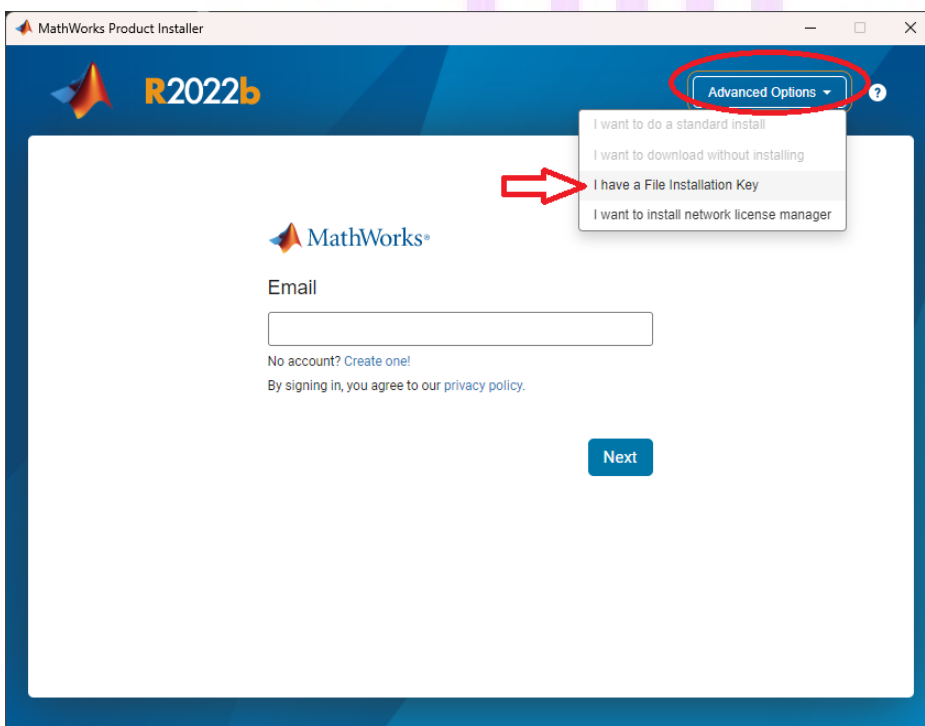 MathWorks Product Installer
R2022b
Advanced Options
?
I want to do a standard install
I want to download without installing
I have a File Installation Key
I want to install network license manager
MathWorks®
Email
No account? Create one!
By signing in, you agree to our privacy policy.
Next